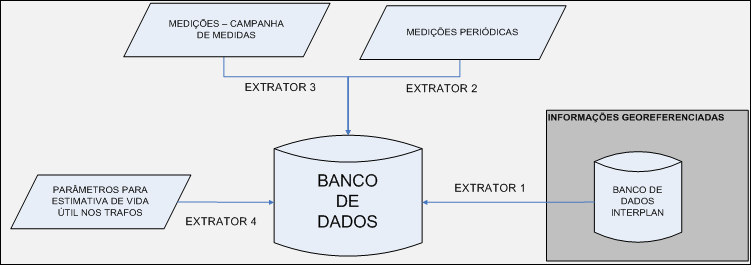 MEDIÇÕES – CAMPANHA
DE MEDIDAS
MEDIÇÕES PERIÓDICAS
EXTRATOR 3
EXTRATOR 2
INFORMAÇÕES GEOREFERENCIADAS
BANCO
DE
DADOS
EXTRATOR 1
BANCO DE
DADOS
INTERPLAN
PARÂMETROS PARA
ESTIMATIVA DE VIDA
ÚTIL NOS TRAFOS
EXTRATOR 4